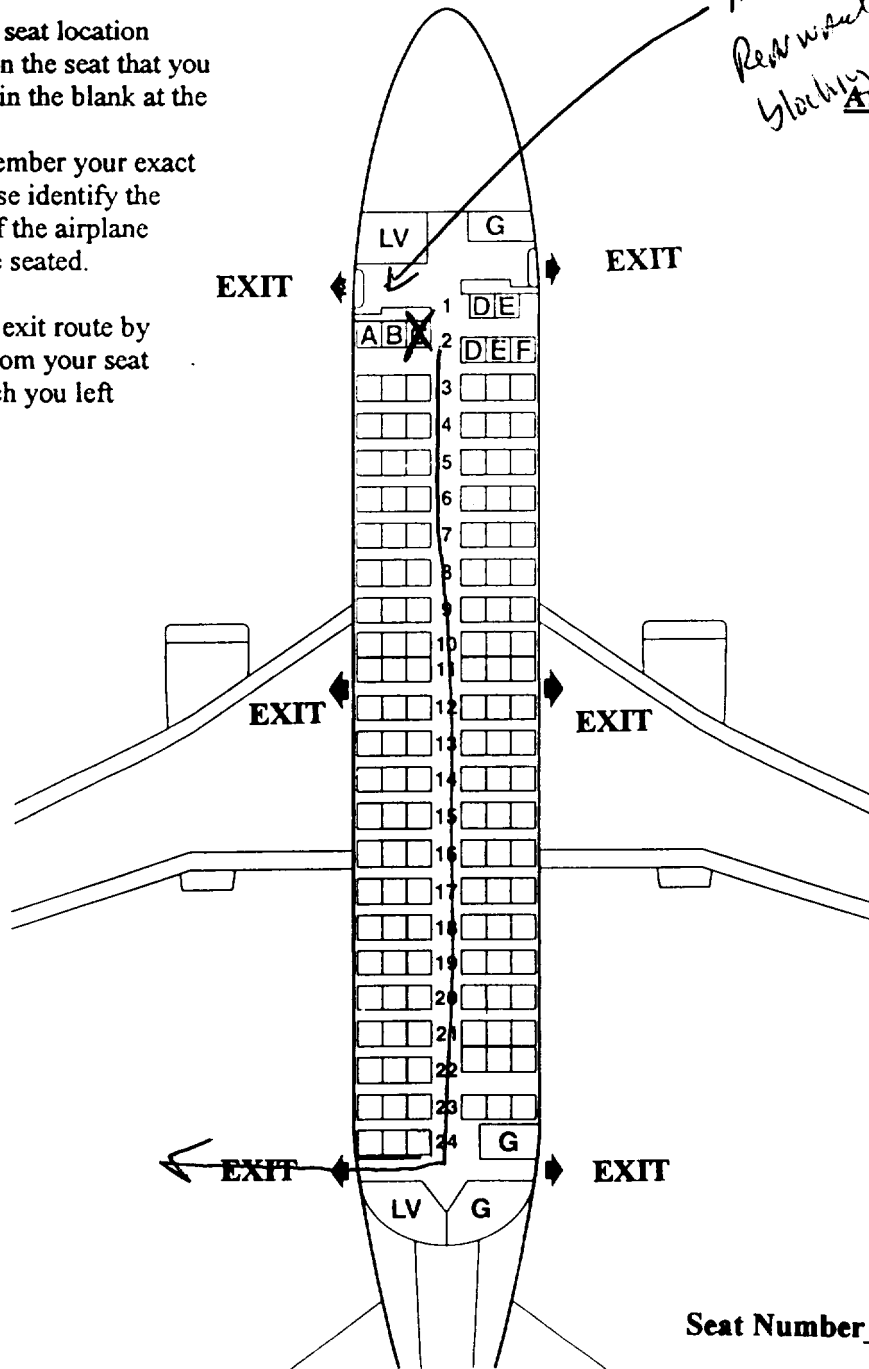 seat location
n the seat that you
in the blank at the
ember your exact
se identify the
f the airplane
e seated.
exit route by
om your seat
h you left
blocking
A
LV G
EXIT EXIT
1 D E
A B 2 D E F
3
4
5
6
7
8
9
10
11
EXIT EXIT
12
13
14
15
16
17
18
19
20
21
22
23
24 G
EXIT EXIT
LV G
Seat Number_